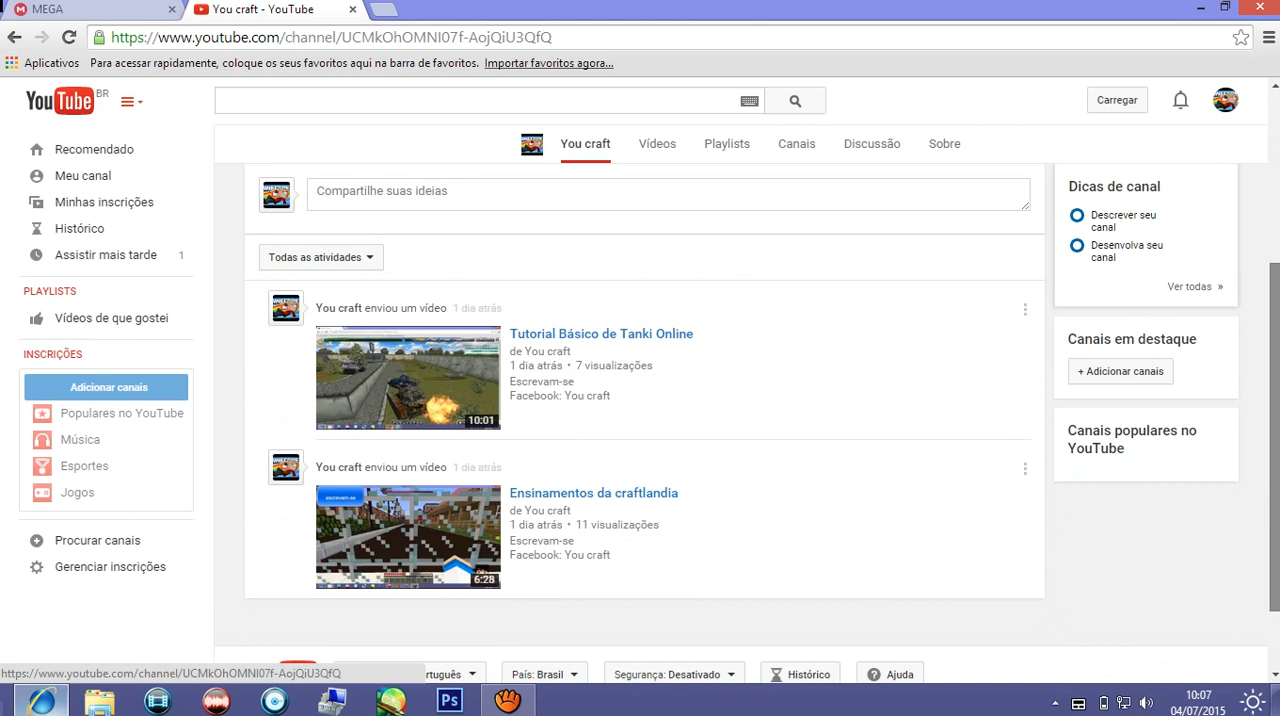 MEGA
You craft - YouTube
https://www.youtube.com/channel/UCMkOhOMNI07f-AojQiU3QfQ
Aplicativos
Para acessar rapidamente, coloque os seus favoritos aqui na barra de favoritos.
Importar favoritos agora...
YouTube BR
Carregar
You craft
Vídeos
Playlists
Canais
Discussão
Sobre
Recomendado
Meu canal
Minhas inscrições
Histórico
Assistir mais tarde 1
PLAYLISTS
Vídeos de que gostei
INSCRIÇÕES
Adicionar canais
Populares no YouTube
Música
Esportes
Jogos
Procurar canais
Gerenciar inscrições
Compartilhe suas ideias
Todas as atividades
You craft enviou um vídeo 1 dia atrás
10:01
Tutorial Básico de Tanki Online
de You craft
1 dia atrás • 7 visualizações
Escrevam-se
Facebook: You craft
You craft enviou um vídeo 1 dia atrás
escrevam-se
6:28
Ensinamentos da craftlandia
de You craft
1 dia atrás • 11 visualizações
Escrevam-se
Facebook: You craft
Dicas de canal
Descrever seu
canal
Desenvolva seu
canal
Ver todas »
Canais em destaque
+ Adicionar canais
Canais populares no
YouTube
https://www.youtube.com/channel/UCMkOhOMNI07f-AojQiU3QfQ
rtuguês
País: Brasil
Segurança: Desativado
Histórico
Ajuda
Ps
10:07
04/07/2015